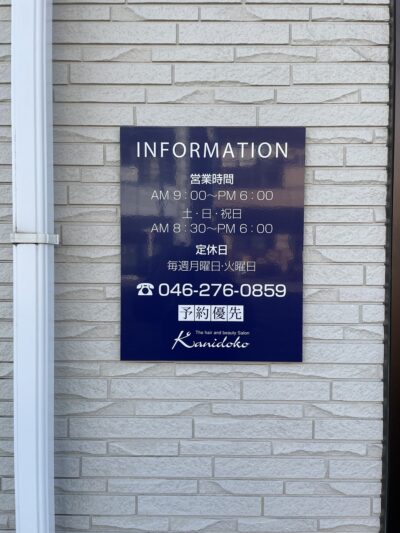 INFORMATION
営業時間
AM 9:00～PM 6:00
土・日・祝日
AM 8:30～PM 6:00
定休日
毎週月曜日・火曜日
☎ 046-276-0859
予約優先
The hair and beauty Salon
Kanidoko